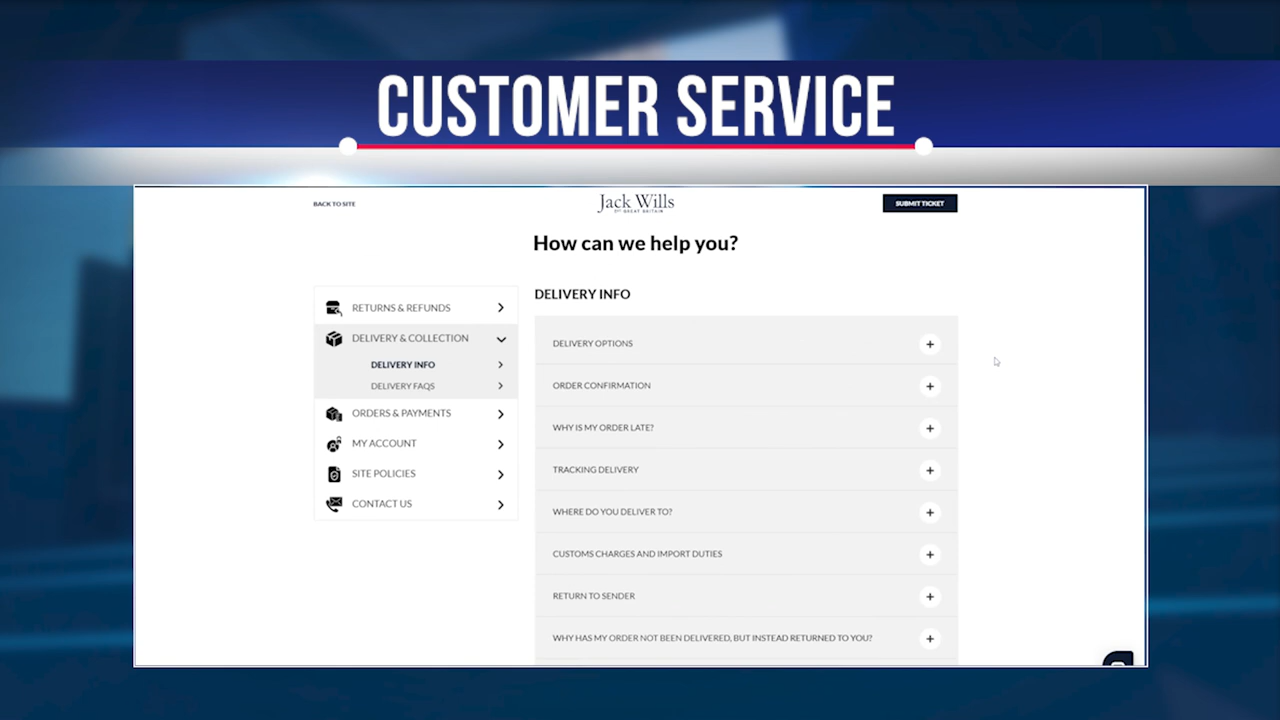 CUSTOMER SERVICE
BACK TO SITE
Jack Wills
GREAT BRITAIN
SUBMIT TICKET
How can we help you?
RETURNS & REFUNDS
DELIVERY & COLLECTION
DELIVERY INFO
DELIVERY FAQS
ORDERS & PAYMENTS
MY ACCOUNT
SITE POLICIES
CONTACT US
DELIVERY INFO
DELIVERY OPTIONS
ORDER CONFIRMATION
WHY IS MY ORDER LATE?
TRACKING DELIVERY
WHERE DO YOU DELIVER TO?
CUSTOMS CHARGES AND IMPORT DUTIES
RETURN TO SENDER
WHY HAS MY ORDER NOT BEEN DELIVERED, BUT INSTEAD RETURNED TO YOU?